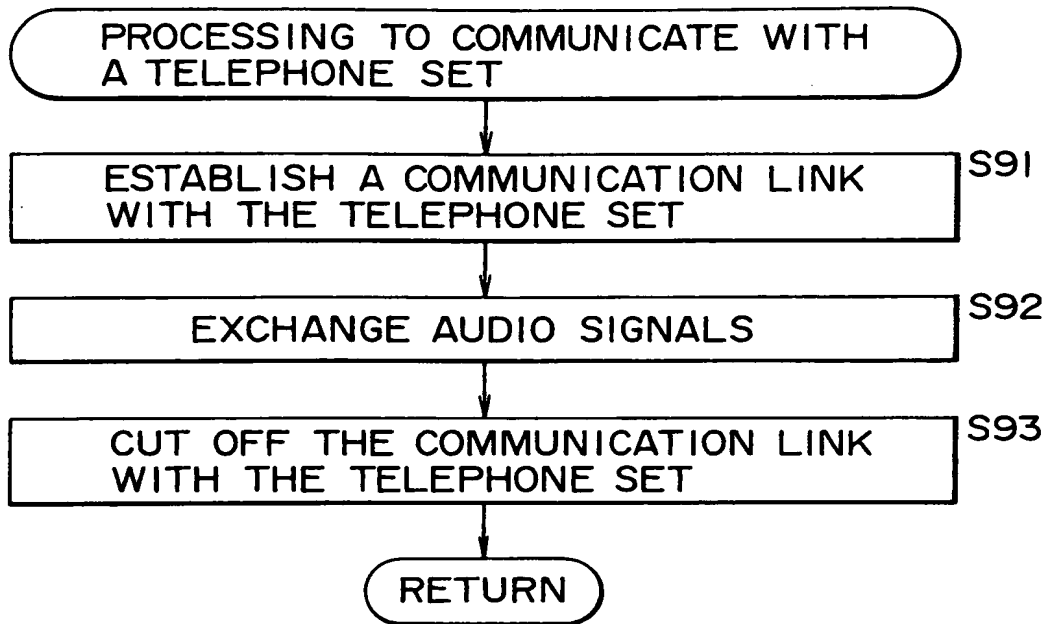 PROCESSING TO COMMUNICATE WITH
A TELEPHONE SET
ESTABLISH A COMMUNICATION LINK
WITH THE TELEPHONE SET
S91
EXCHANGE AUDIO SIGNALS
S92
CUT OFF THE COMMUNICATION LINK
WITH THE TELEPHONE SET
S93
RETURN